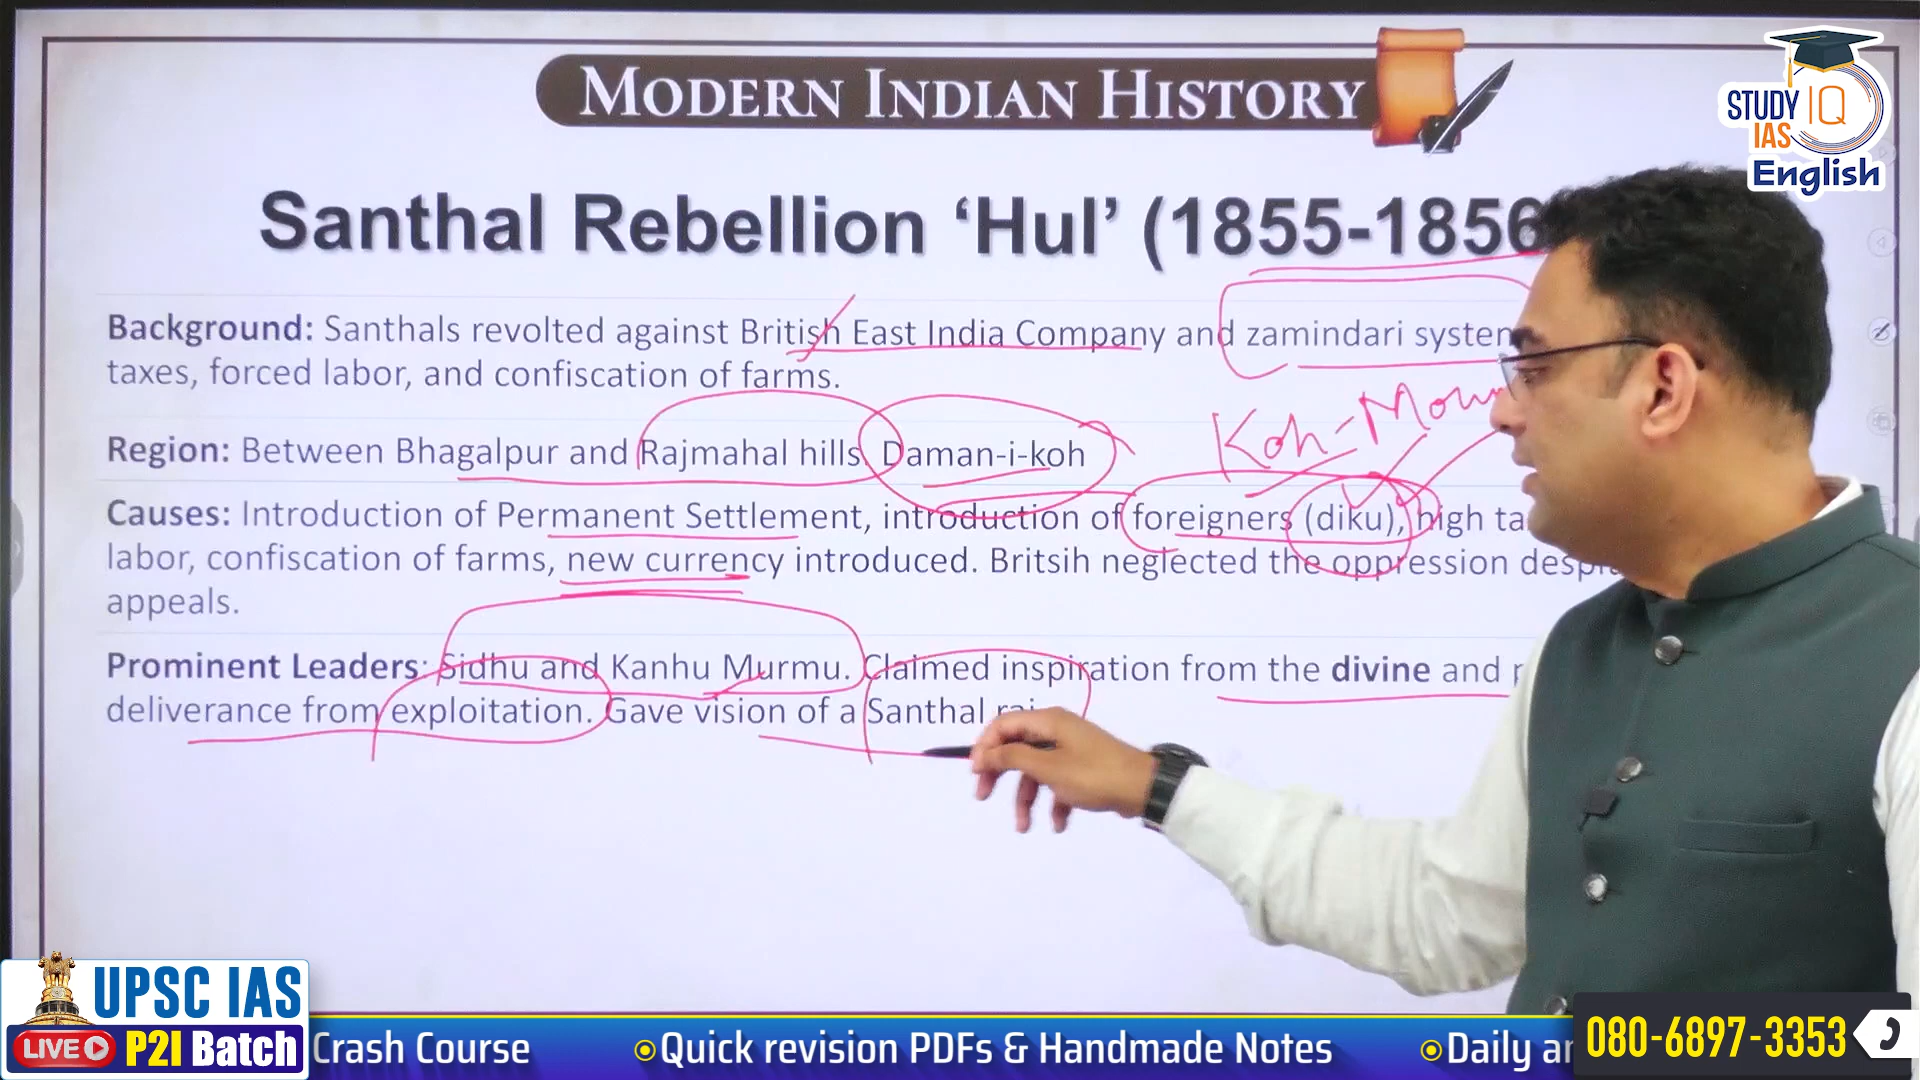 MODERN INDIAN HISTORY
STUDY IQ
IAS
English
Santhal Rebellion ‘Hul’ (1855-1856
Background: Santhals revolted against British East India Company and zamindari system
taxes, forced labor, and confiscation of farms.
Koh-Moun
Region: Between Bhagalpur and Rajmahal hills. Daman-i-koh
Causes: Introduction of Permanent Settlement, introduction of foreigners (diku), high
labor, confiscation of farms, new currency introduced. Britsih neglected the oppression
appeals.
Prominent Leaders: Sidhu and Kanhu Murmu. Claimed inspiration from the divine and
deliverance from exploitation. Gave vision of a Santhal raj
UPSC IAS
LIVE P2I Batch
Crash Course Quick revision PDFs & Handmade Notes Daily
080-6897-3353